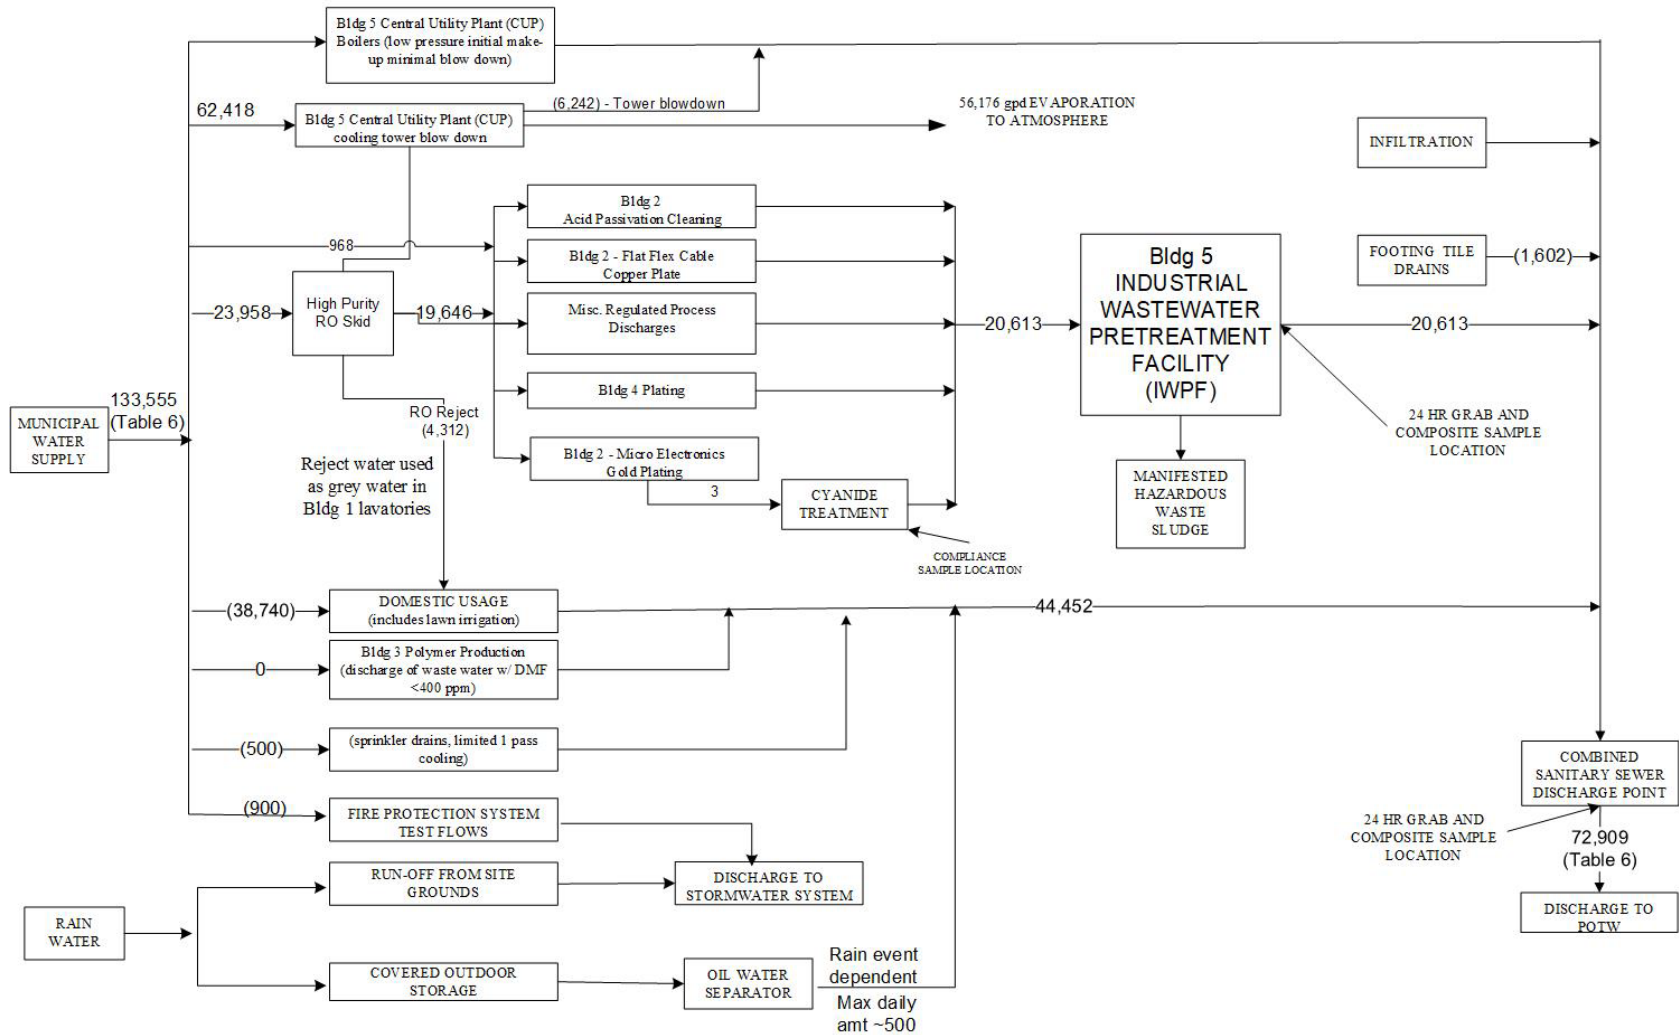 Bldg 5 Central Utility Plant (CUP)
Boilers (low pressure initial make-
up minimal blow down)
62,418
Bldg 5 Central Utility Plant (CUP)
cooling tower blow down
(6,242) - Tower blowdown
56,176 gpd EVAPORATION
TO ATMOSPHERE
INFILTRATION
Bldg 2
Acid Passivation Cleaning
968
Bldg 2 - Flat Flex Cable
Copper Plate
Bldg 5
INDUSTRIAL
WASTEWATER
PRETREATMENT
FACILITY
(IWPF)
FOOTING TILE
DRAINS
(1,602)
23,958
High Purity
RO Skid
19,646
Misc. Regulated Process
Discharges
20,613
20,613
Bldg 4 Plating
133,555
(Table 6)
MUNICIPAL
WATER
SUPPLY
RO Reject
(4,312)
24 HR GRAB AND
COMPOSITE SAMPLE
LOCATION
Reject water used
as grey water in
Bldg 1 lavatories
Bldg 2 - Micro Electronics
Gold Plating
3
CYANIDE
TREATMENT
MANIFESTED
HAZARDOUS
WASTE
SLUDGE
COMPLIANCE
SAMPLE LOCATION
(38,740)
DOMESTIC USAGE
(includes lawn irrigation)
44,452
0
Bldg 3 Polymer Production
(discharge of waste water w/ DMF
<400 ppm)
(500)
(sprinkler drains, limited 1 pass
cooling)
COMBINED
SANITARY SEWER
DISCHARGE POINT
(900)
FIRE PROTECTION SYSTEM
TEST FLOWS
24 HR GRAB AND
COMPOSITE SAMPLE
LOCATION
72,909
(Table 6)
RUN-OFF FROM SITE
GROUNDS
DISCHARGE TO
STORMWATER SYSTEM
DISCHARGE TO
POTW
RAIN
WATER
COVERED OUTDOOR
STORAGE
OIL WATER
SEPARATOR
Rain event
dependent
Max daily
amt ~500